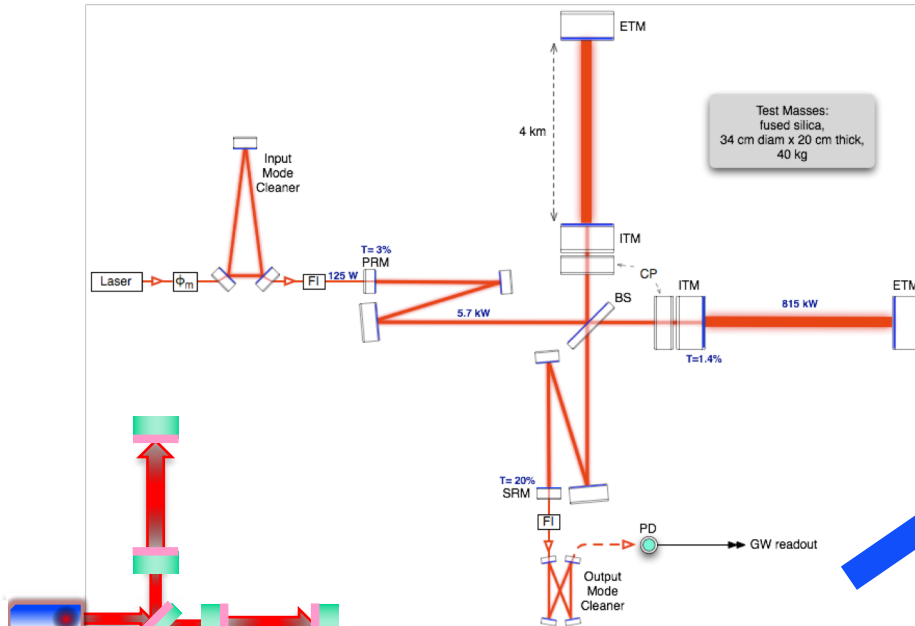 ETM
4 km
Test Masses:
fused silica,
34 cm diam x 20 cm thick,
40 kg
Input
Mode
Cleaner
ITM
T= 3%
PRM
Laser
ϕm
FI
125 W
CP
ITM
ETM
BS
5.7 kW
815 kW
T=1.4%
T= 20%
SRM
FI
PD
GW readout
Output
Mode
Cleaner